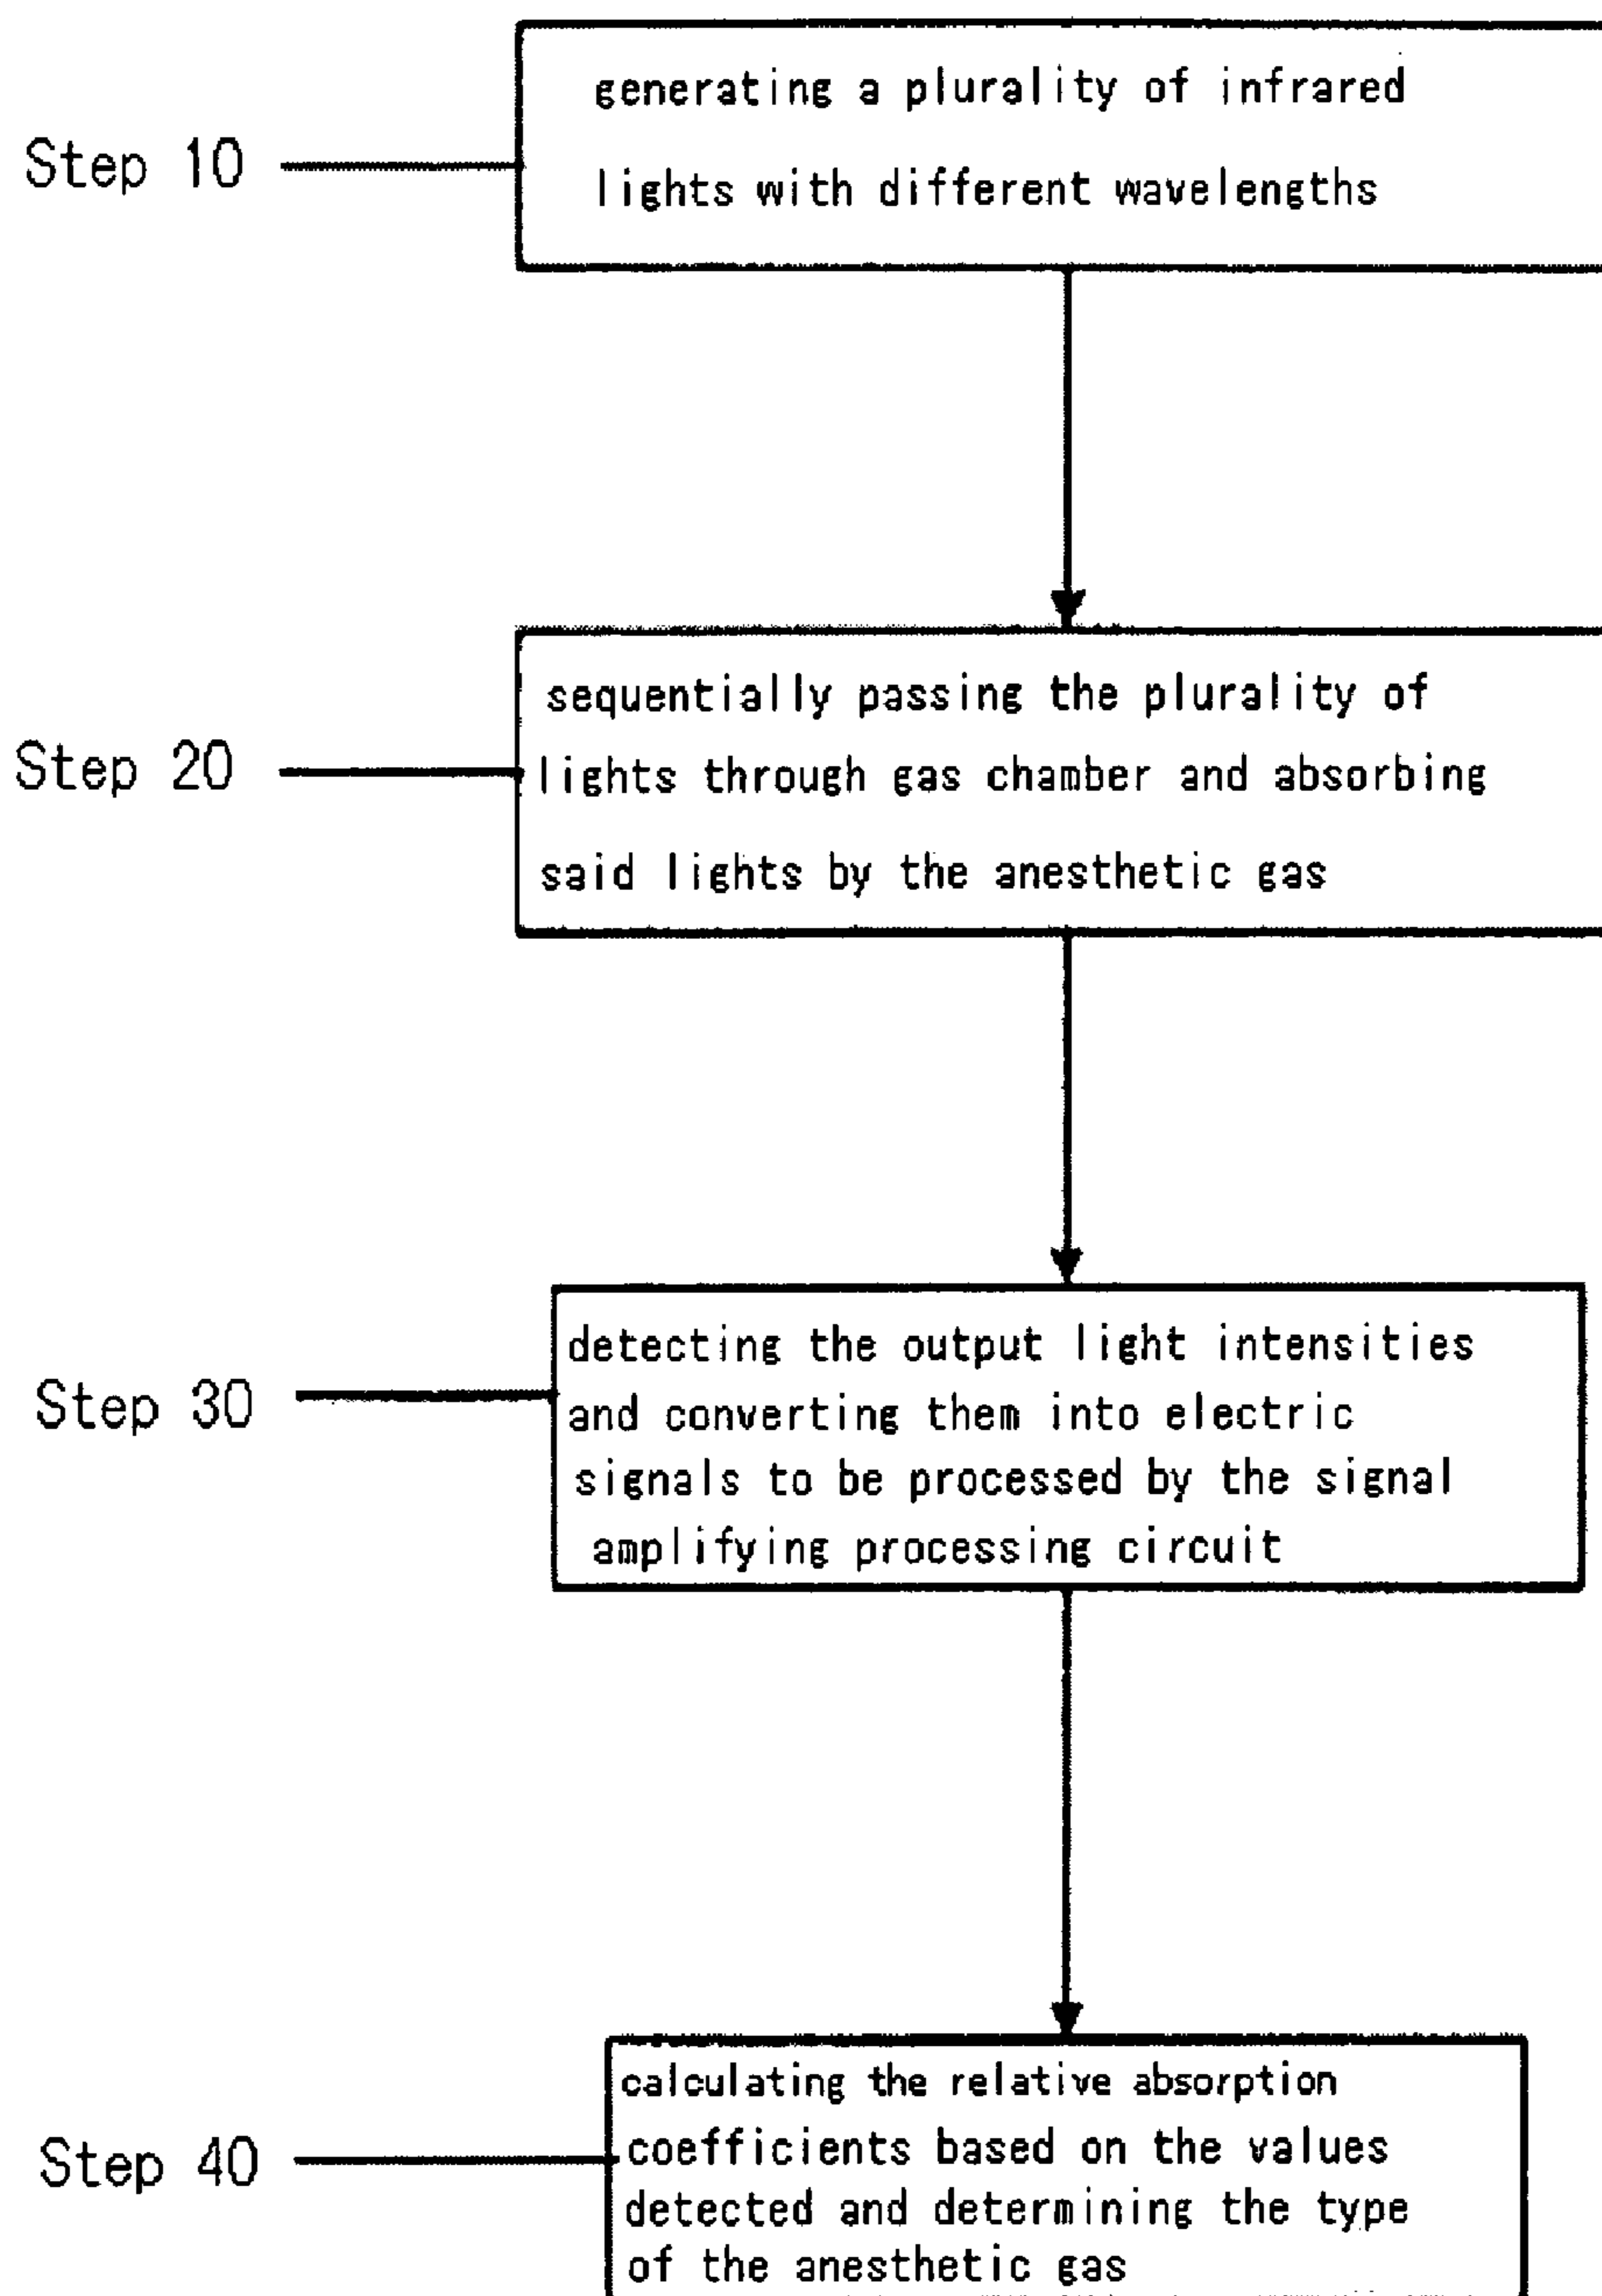 generating a plurality of infrared
Step 10
lights with different wavelengths
sequentially passing the plurality of
Step 20
lights through gas chamber and absorbing
said lights by the anesthetic gas
detecting the output light intensities
Step 30
and converting them into electric
signals to be processed by the signal
amplifying processing circuit
calculating the relative absorption
Step 40
coefficients based on the values
detected and determining the type
of the anesthetic gas